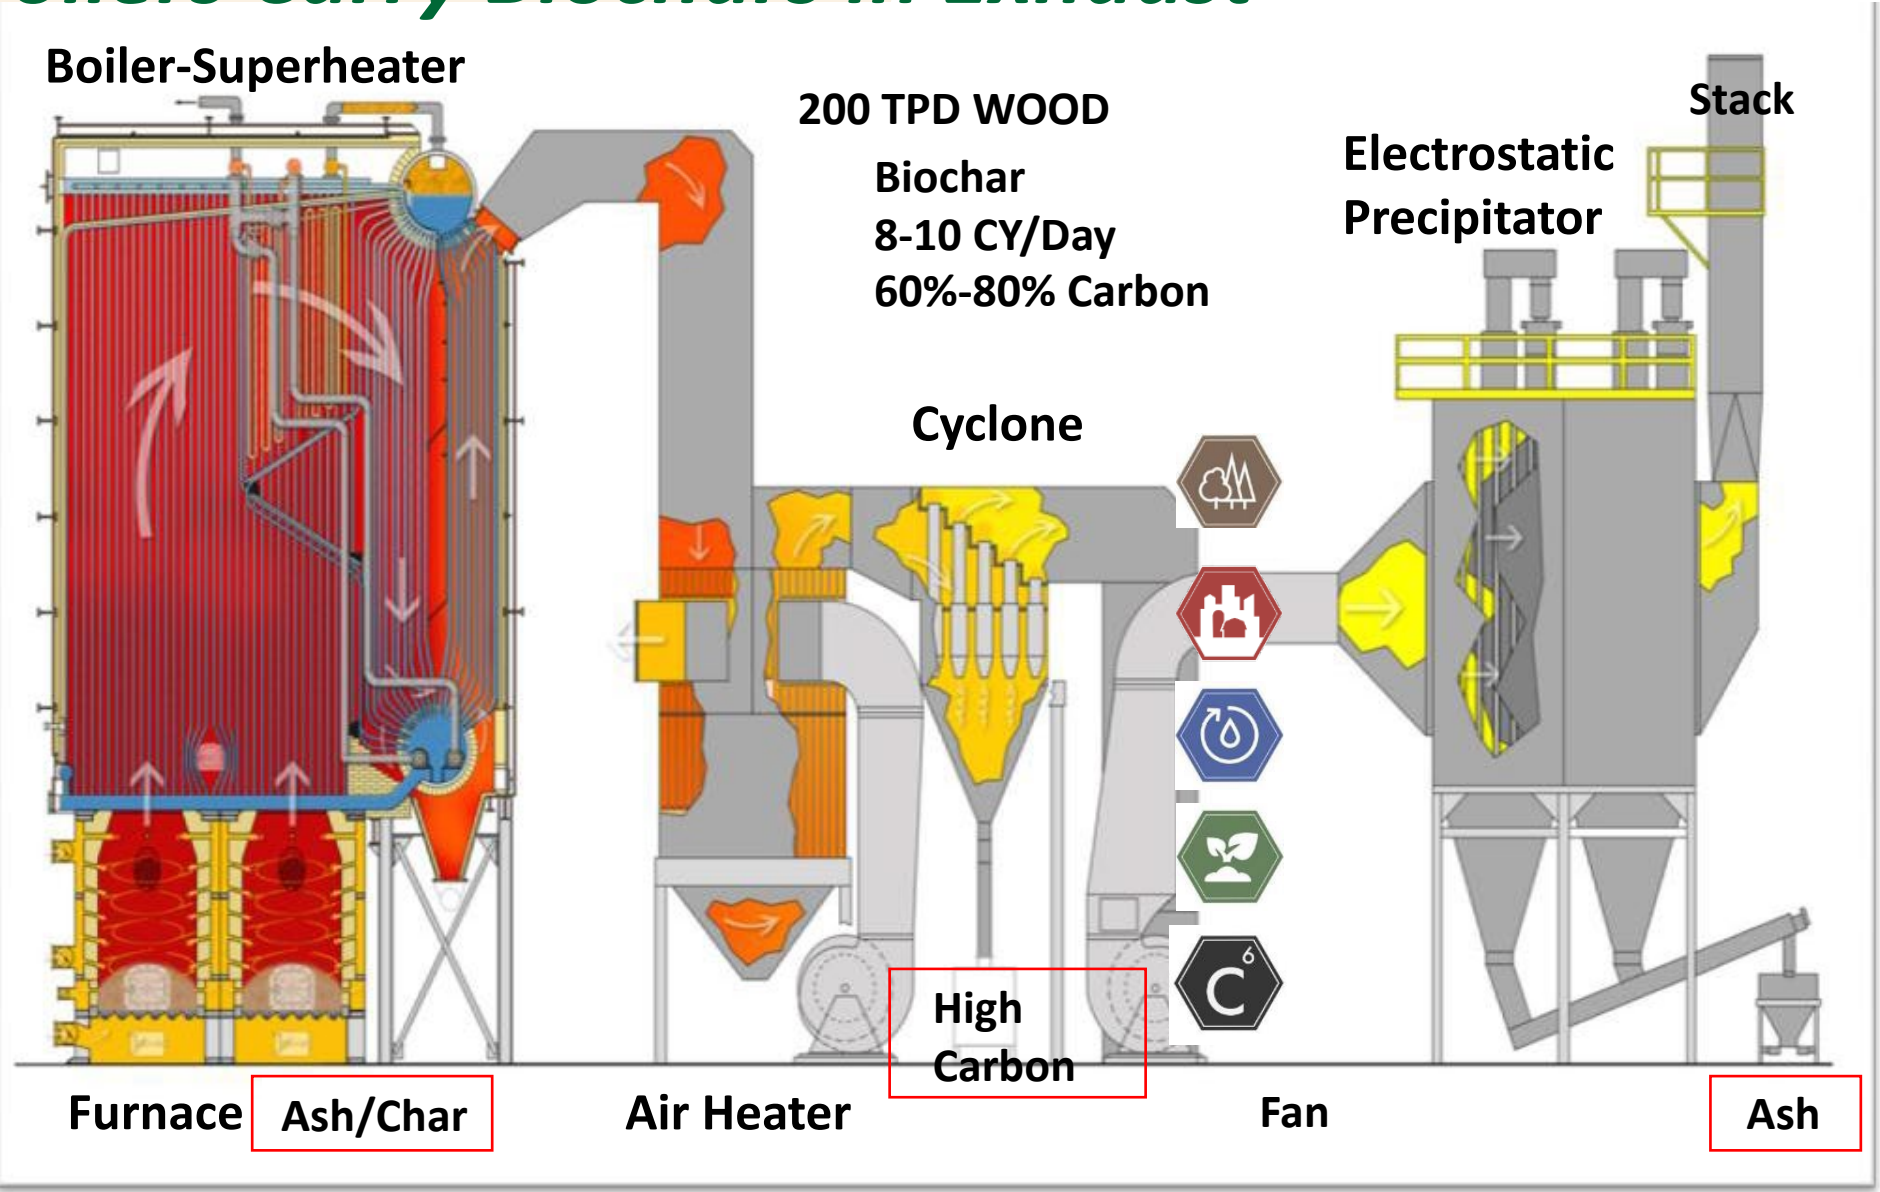 Boiler-Superheater
200 TPD WOOD
Biochar
8-10 CY/Day
60%-80% Carbon
Stack
Electrostatic
Precipitator
Cyclone
6
C
High
Carbon
Furnace
Ash/Char
Air Heater
Fan
Ash